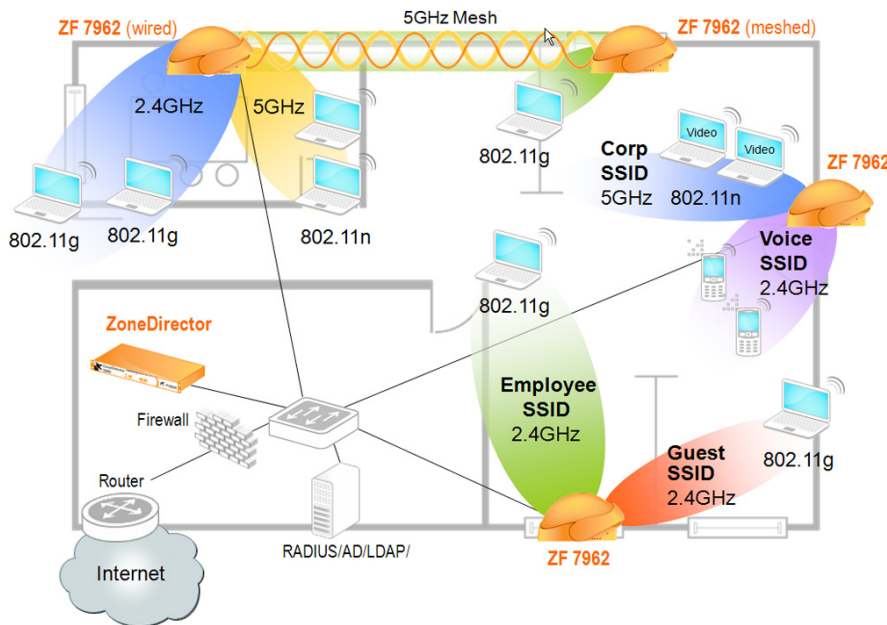 5GHz Mesh
ZF 7962 (wired)
ZF 7962 (meshed)
2.4GHz
5GHz
802.11g
802.11g
802.11n
802.11g
Video
Video
Corp
SSID
5GHz
802.11n
ZF 7962
Voice
SSID
2.4GHz
802.11g
ZoneDirector
Employee
SSID
2.4GHz
Firewall
Guest
SSID
2.4GHz
802.11g
Router
RADIUS/AD/LDAP/
ZF 7962
Internet